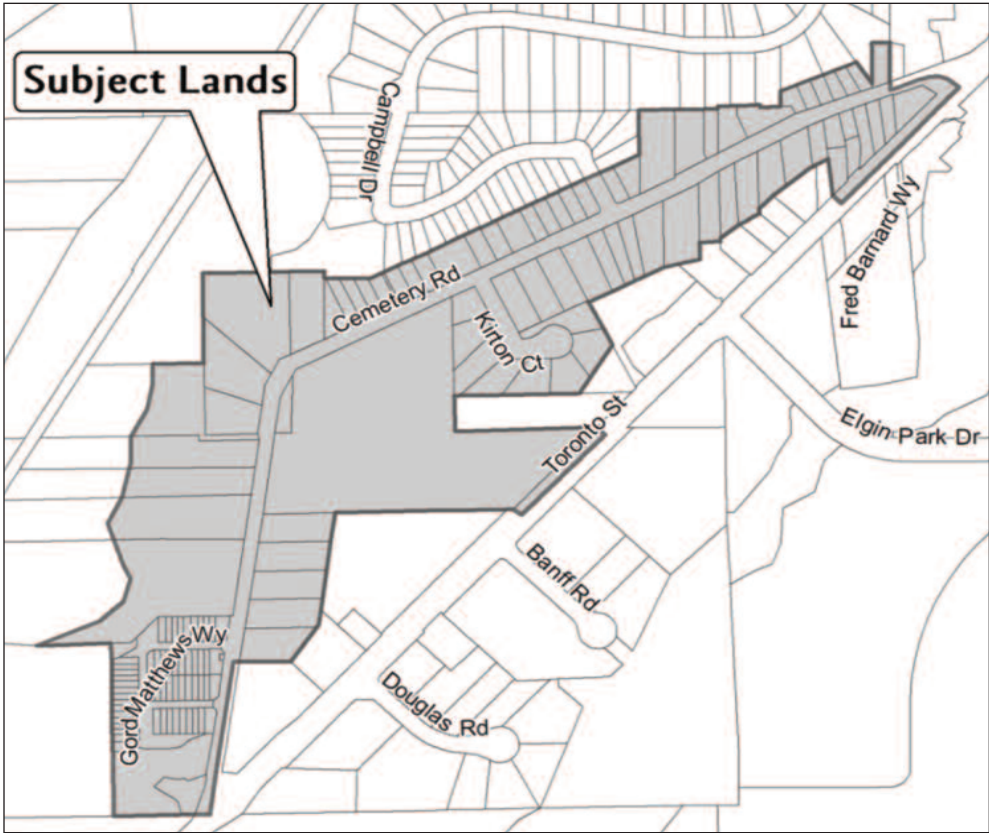 Subject Lands
Campbell Dr
Cemetery Rd
Kirton Ct
Fred Barnard Wy
Toronto St
Elgin Park Dr
Banff Rd
Gord Matthews Wy
Douglas Rd